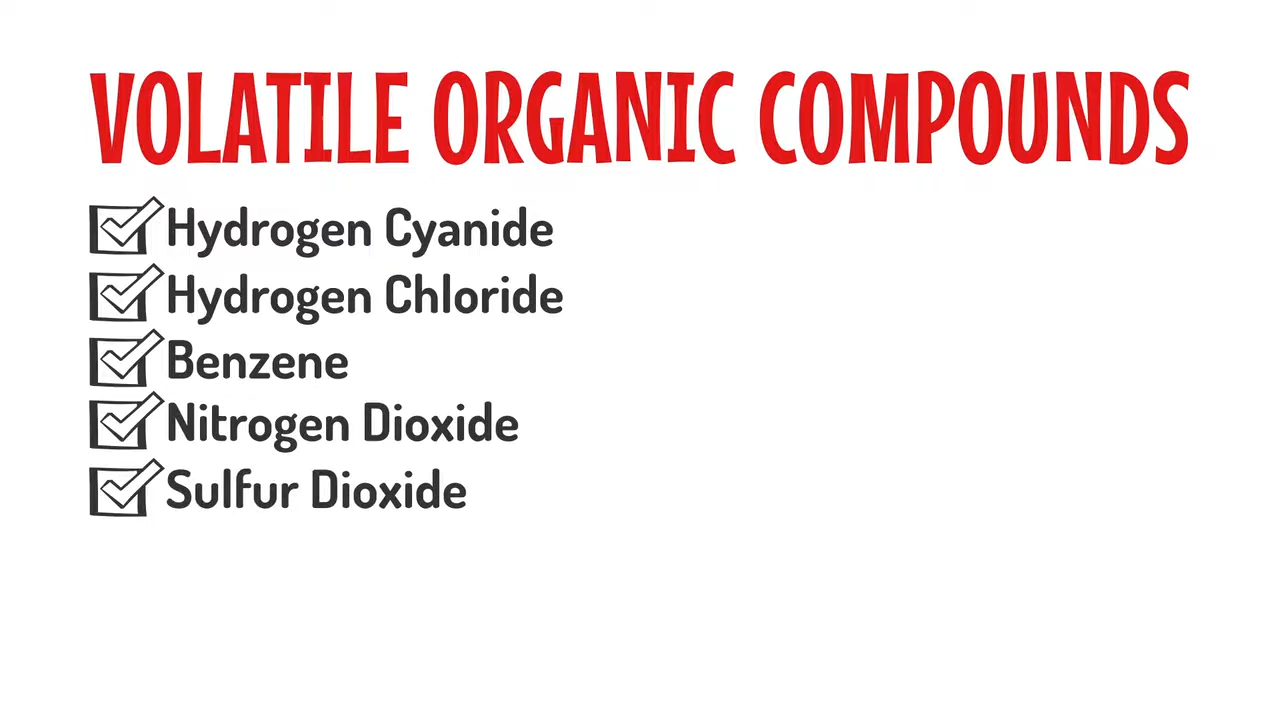 VOLATILE ORGANIC COMPOUNDS
Hydrogen Cyanide
Hydrogen Chloride
Benzene
Nitrogen Dioxide
Sulfur Dioxide